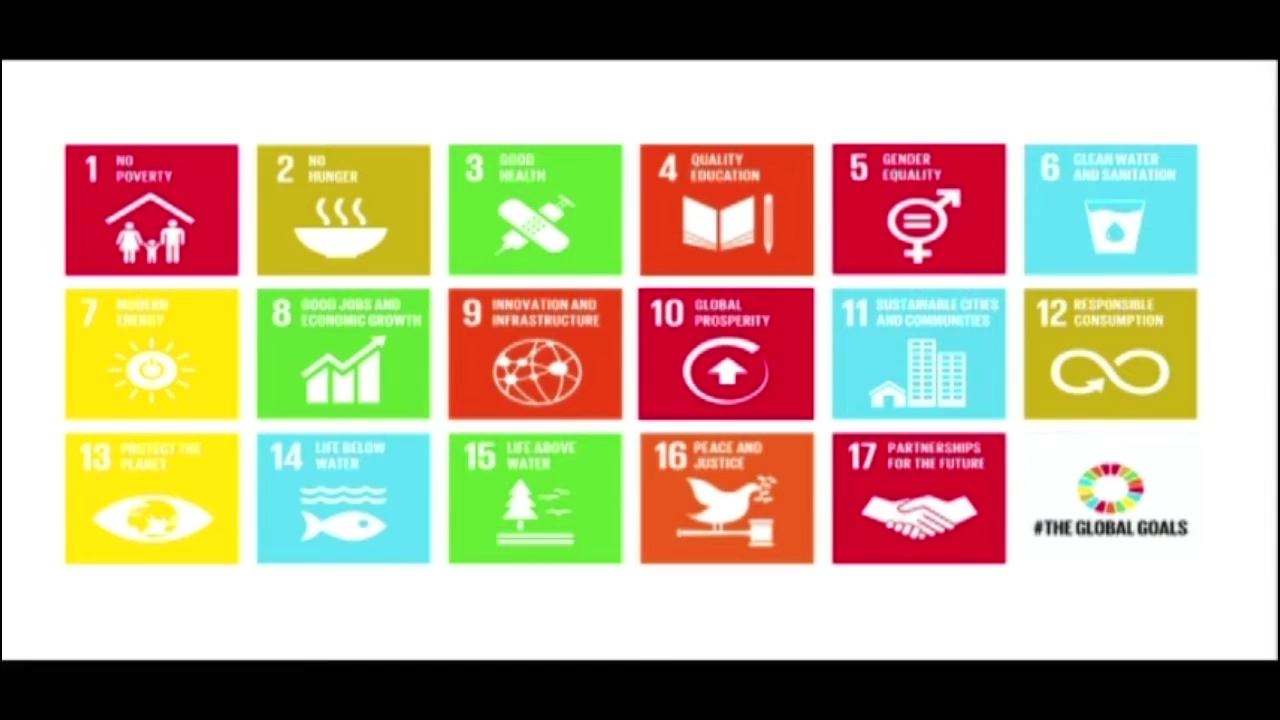 1 NO
POVERTY
2 NO
HUNGER
3 GOOD
HEALTH
4 QUALITY
EDUCATION
5 GENDER
EQUALITY
6 CLEAN WATER
AND SANITATION
7 MODERN
ENERGY
8 GOOD JOBS AND
ECONOMIC GROWTH
9 INNOVATION AND
INFRASTRUCTURE
10 GLOBAL
PROSPERITY
11 SUSTAINABLE CITIES
AND COMMUNITIES
12 RESPONSIBLE
CONSUMPTION
13 PROTECT THE
PLANET
14 LIFE BELOW
WATER
15 LIFE ABOVE
WATER
16 PEACE AND
JUSTICE
17 PARTNERSHIPS
FOR THE FUTURE
#THE GLOBAL GOALS